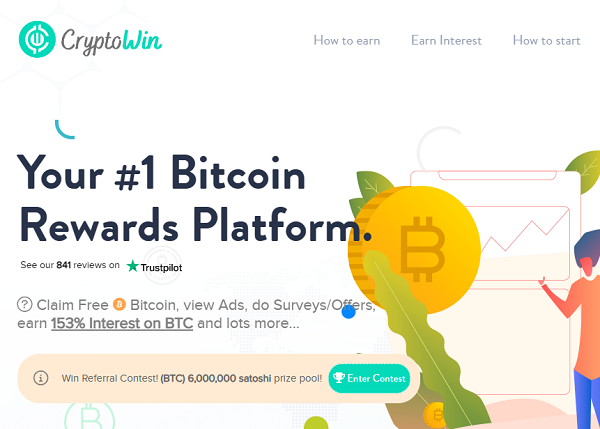 CryptoWin
How to earn
Earn Interest
How to start
Your #1 Bitcoin
Rewards Platform.
See our 841 reviews on Trustpilot
Claim Free Bitcoin, view Ads, do Surveys/Offers,
earn 153% Interest on BTC and lots more...
Win Referral Contest! (BTC) 6,000,000 satoshi prize pool!
Enter Contest